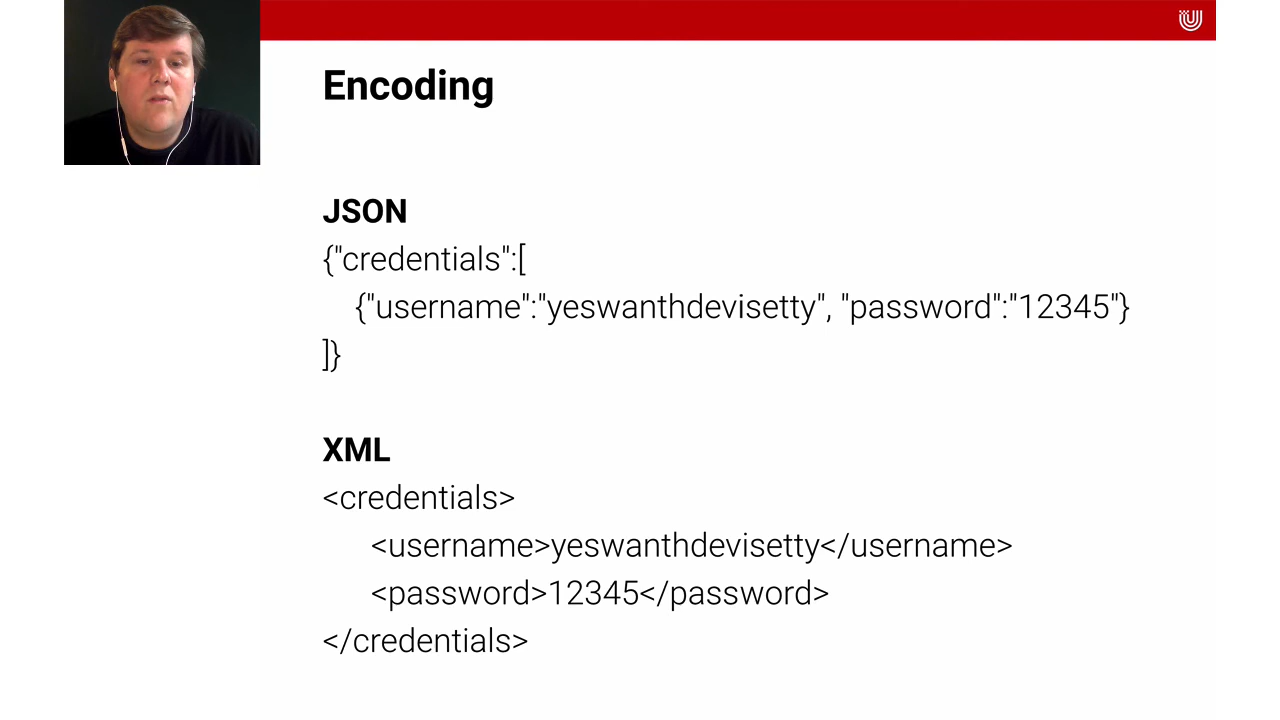 Encoding
JSON
{"credentials":[
{"username":"yeswanthdevisetty", "password":"12345"}
]}
XML
<credentials>
<username>yeswanthdevisetty</username>
<password>12345</password>
</credentials>